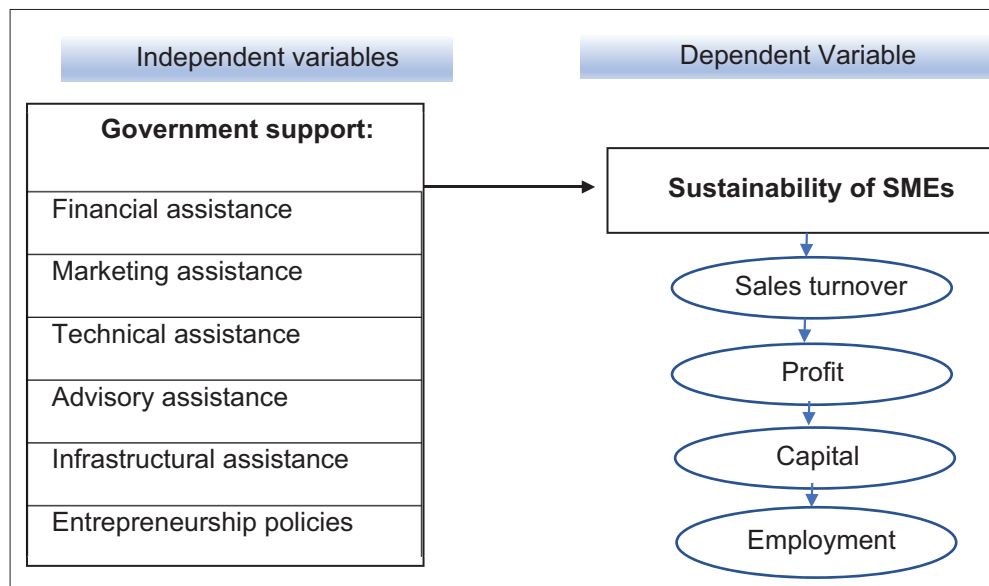 Independent variables
Government support:
Financial assistance
Marketing assistance
Technical assistance
Advisory assistance
Infrastructural assistance
Entrepreneurship policies
Dependent Variable
Sustainability of SMEs
Sales turnover
Profit
Capital
Employment